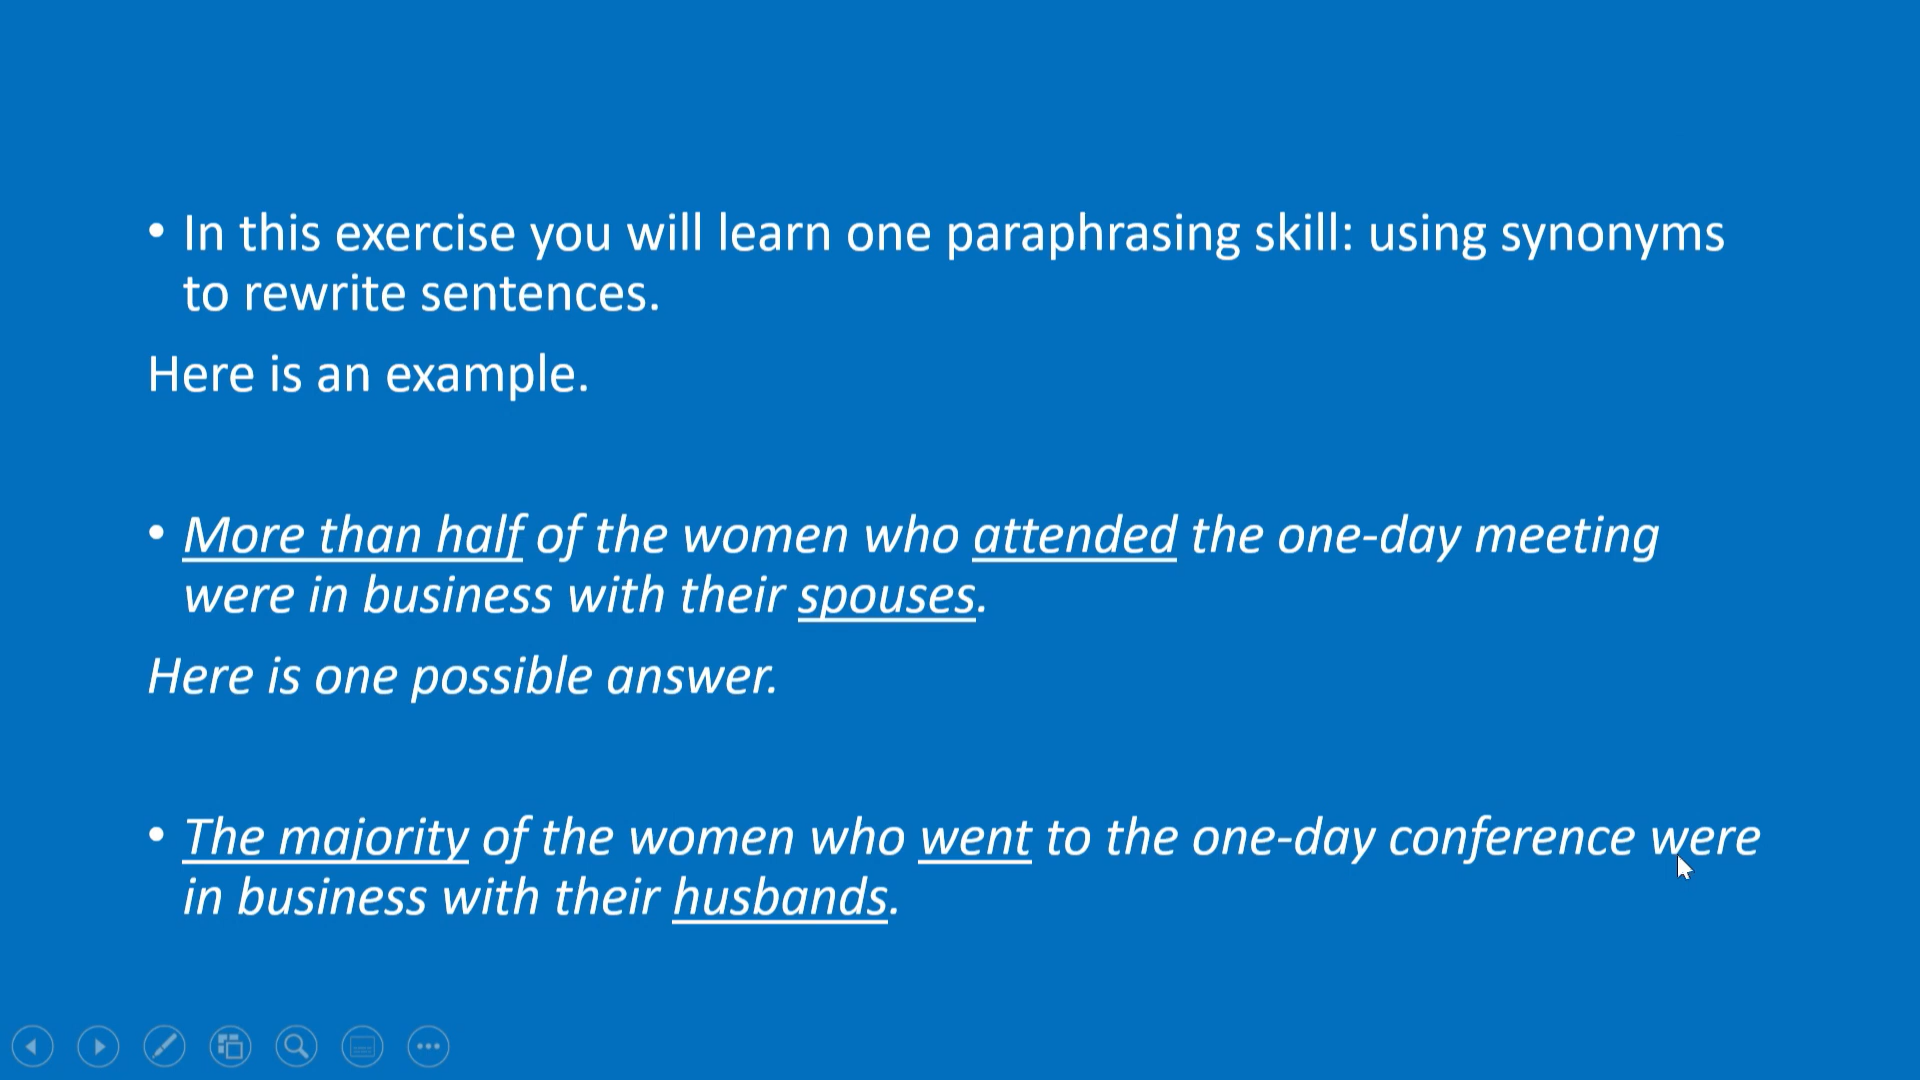 • In this exercise you will learn one paraphrasing skill: using synonyms
to rewrite sentences.
Here is an example.
• More than half of the women who attended the one-day meeting
were in business with their spouses.
Here is one possible answer.
• The majority of the women who went to the one-day conference were
in business with their husbands.